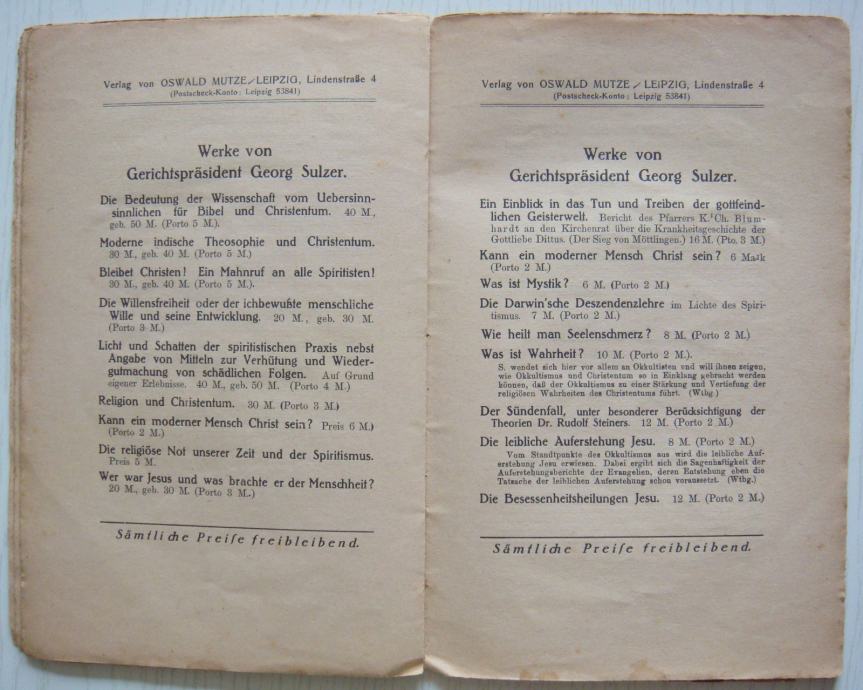 Verlag von OSWALD MUTZE/LEIPZIG, Lindenstraße 4
(Postscheck-Konto: Leipzig 53841)
Werke von
Gerichtspräsident Georg Sulzer.
Die Bedeutung der Wissenschaft vom Uebersinn-
sinnlichen für Bibel und Christentum. 40 M.,
geb. 50 M. (Porto 5 M.).
Moderne indische Theosophie und Christentum.
30 M., geb. 40 M. (Porto 5 M.)
Bleibet Christen! Ein Mahnruf an alle Spiritisten!
30 M., geb. 40 M. (Porto 5 M.).
Die Willensfreiheit oder der ichbewußte menschliche
Wille und seine Entwicklung. 20 M., geb. 30 M.
(Porto 3 M.)
Licht und Schatten der spiritistischen Praxis nebst
Angabe von Mitteln zur Verhütung und Wieder-
gutmachung von schädlichen Folgen. Auf Grund
eigener Erlebnisse. 40 M., geb. 50 M. (Porto 4 M.)
Religion und Christentum. 30 M. (Porto 3 M.)
Kann ein moderner Mensch Christ sein? Preis 6 M.)
(Porto 2 M.)
Die religiöse Not unserer Zeit und der Spiritismus.
Preis 5 M.
Wer war Jesus und was brachte er der Menschheit?
20 M., geb. 30 M. (Porto 3 M.)
Sämtliche Preise freibleibend.
Verlag von OSWALD MUTZE/LEIPZIG, Lindenstraße 4
(Postscheck-Konto: Leipzig 53841)
Werke von
Gerichtspräsident Georg Sulzer.
Ein Einblick in das Tun und Treiben der gottfeind-
lichen Geisterwelt. Bericht des Pfarrers K. Ch. Blum-
hardt an den Kirchenrat über die Krankheitsgeschichte der
Gottliebe Dittus. (Der Sieg von Möttlingen.) 16 M. (Pto. 3 M.)
Kann ein moderner Mensch Christ sein? 6 Mark
(Porto 2 M.)
Was ist Mystik? 6 M. (Porto 2 M.)
Die Darwin'sche Deszendenzlehre im Lichte des Spiri-
tismus. 7 M. (Porto 2 M.)
Wie heilt man Seelenschmerz? 8 M. (Porto 2 M.)
Was ist Wahrheit? 10 M. (Porto 2 M.).
S. wendet sich hier vor allem an Okkultisten und will ihnen zeigen,
wie Okkultismus und Christentum so in Einklang gebracht werden
können, daß der Okkultismus zu einer Stärkung und Vertiefung der
religiösen Wahrheiten des Christentums führt. (Wtbg.)
Der Sündenfall, unter besonderer Berücksichtigung der
Theorien Dr. Rudolf Steiners. 12 M. (Porto 2 M.)
Die leibliche Auferstehung Jesu. 8 M. (Porto 2 M.)
Vom Standpunkte des Okkultismus aus wird die leibliche Auf-
erstehung Jesu erwiesen. Dabei ergibt sich die Sagenhaftigkeit der
Auferstehungsberichte der Evangelien, deren Entstehung eben die
Tatsache der leiblichen Auferstehung schon voraussetzt. (Wtbg.)
Die Besessenheitsheilungen Jesu. 12 M. (Porto 2 M.)
Sämtliche Preise freibleibend.